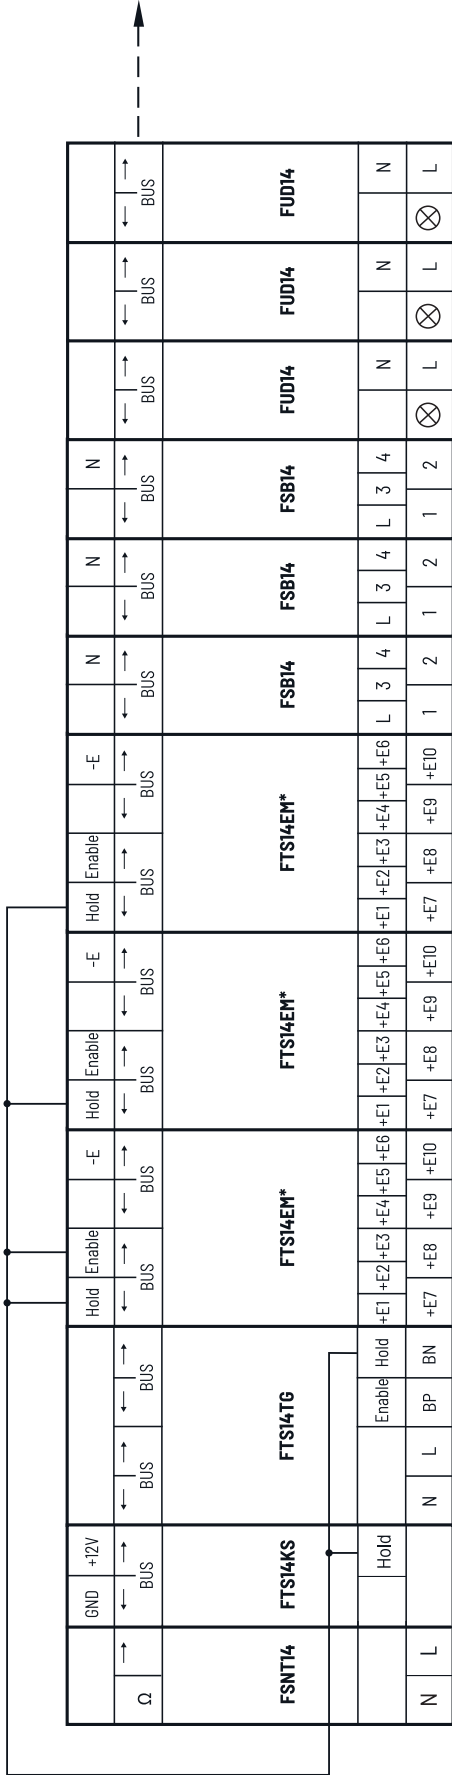 GND +12V Hold Enable -E Hold Enable -E Hold Enable -E N N N
Ω BUS BUS BUS BUS BUS BUS BUS BUS BUS BUS BUS BUS BUS BUS BUS
FSNT14 FTS14KS FTS14TG FTS14EM* FTS14EM* FTS14EM* FSB14 FSB14 FSB14 FUD14 FUD14 FUD14
Hold Enable Hold +E1 +E2 +E3 +E4 +E5 +E6 +E1 +E2 +E3 +E4 +E5 +E6 +E1 +E2 +E3 +E4 +E5 +E6 L 3 4 L 3 4 L 3 4 N N N
N L N L BP BN +E7 +E8 +E9 +E10 +E7 +E8 +E9 +E10 +E7 +E8 +E9 +E10 1 2 1 2 1 2 L L L